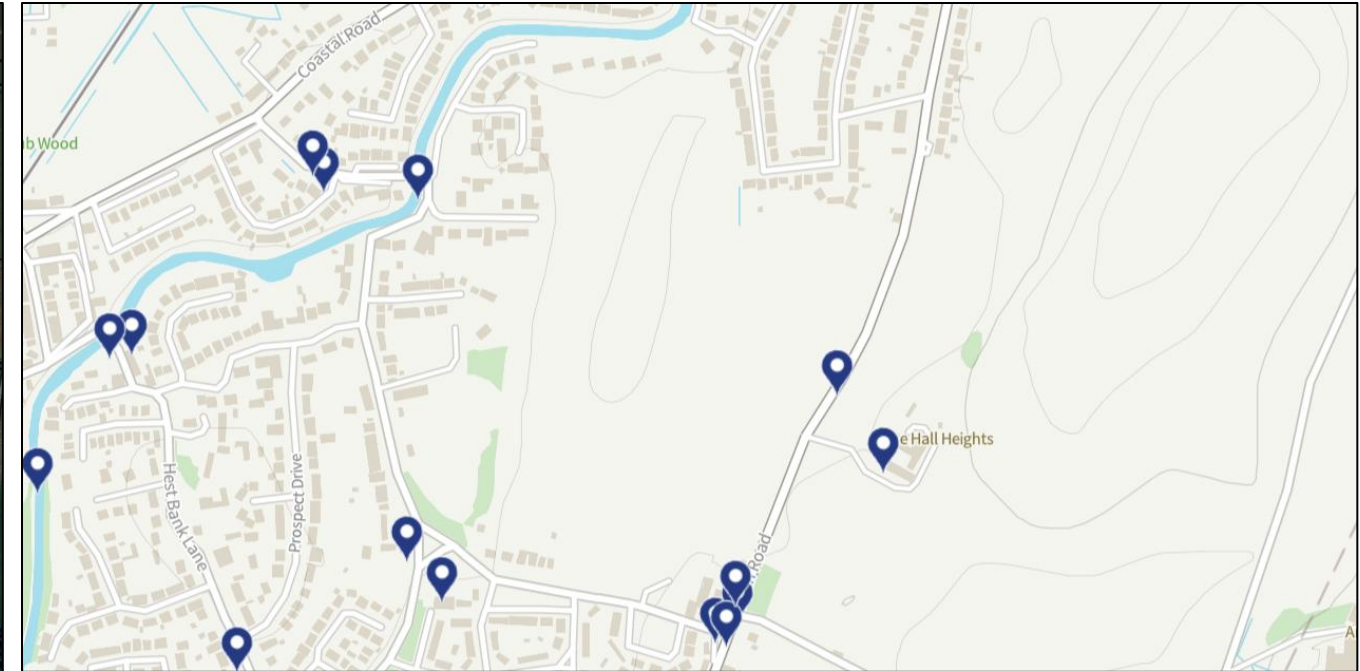 Coastal Road
b Wood
e Hall Heights
Hest Bank Lane
Prospect Drive
Road
A